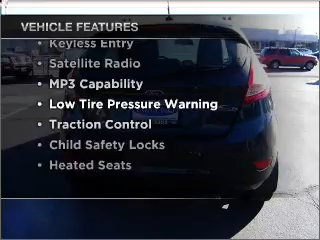 VEHICLE FEATURES
• Keyless Entry
• Satellite Radio
• MP3 Capability
• Low Tire Pressure Warning
• Traction Control
• Child Safety Locks
• Heated Seats